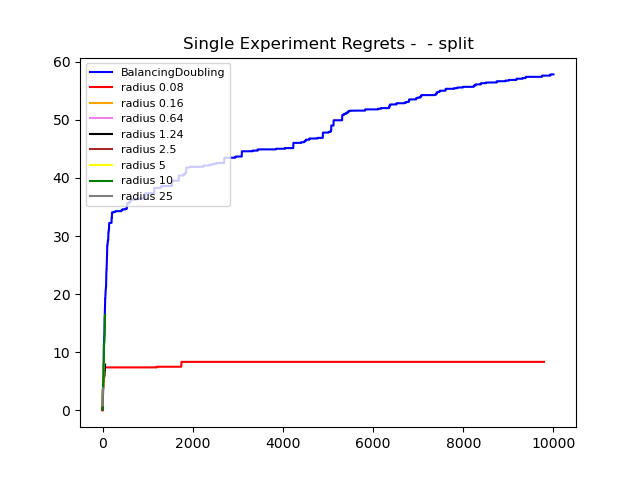 Single Experiment Regrets -  - split
60
50
40
30
20
10
0
BalancingDoubling
radius 0.08
radius 0.16
radius 0.64
radius 1.24
radius 2.5
radius 5
radius 10
radius 25
0 2000 4000 6000 8000 10000